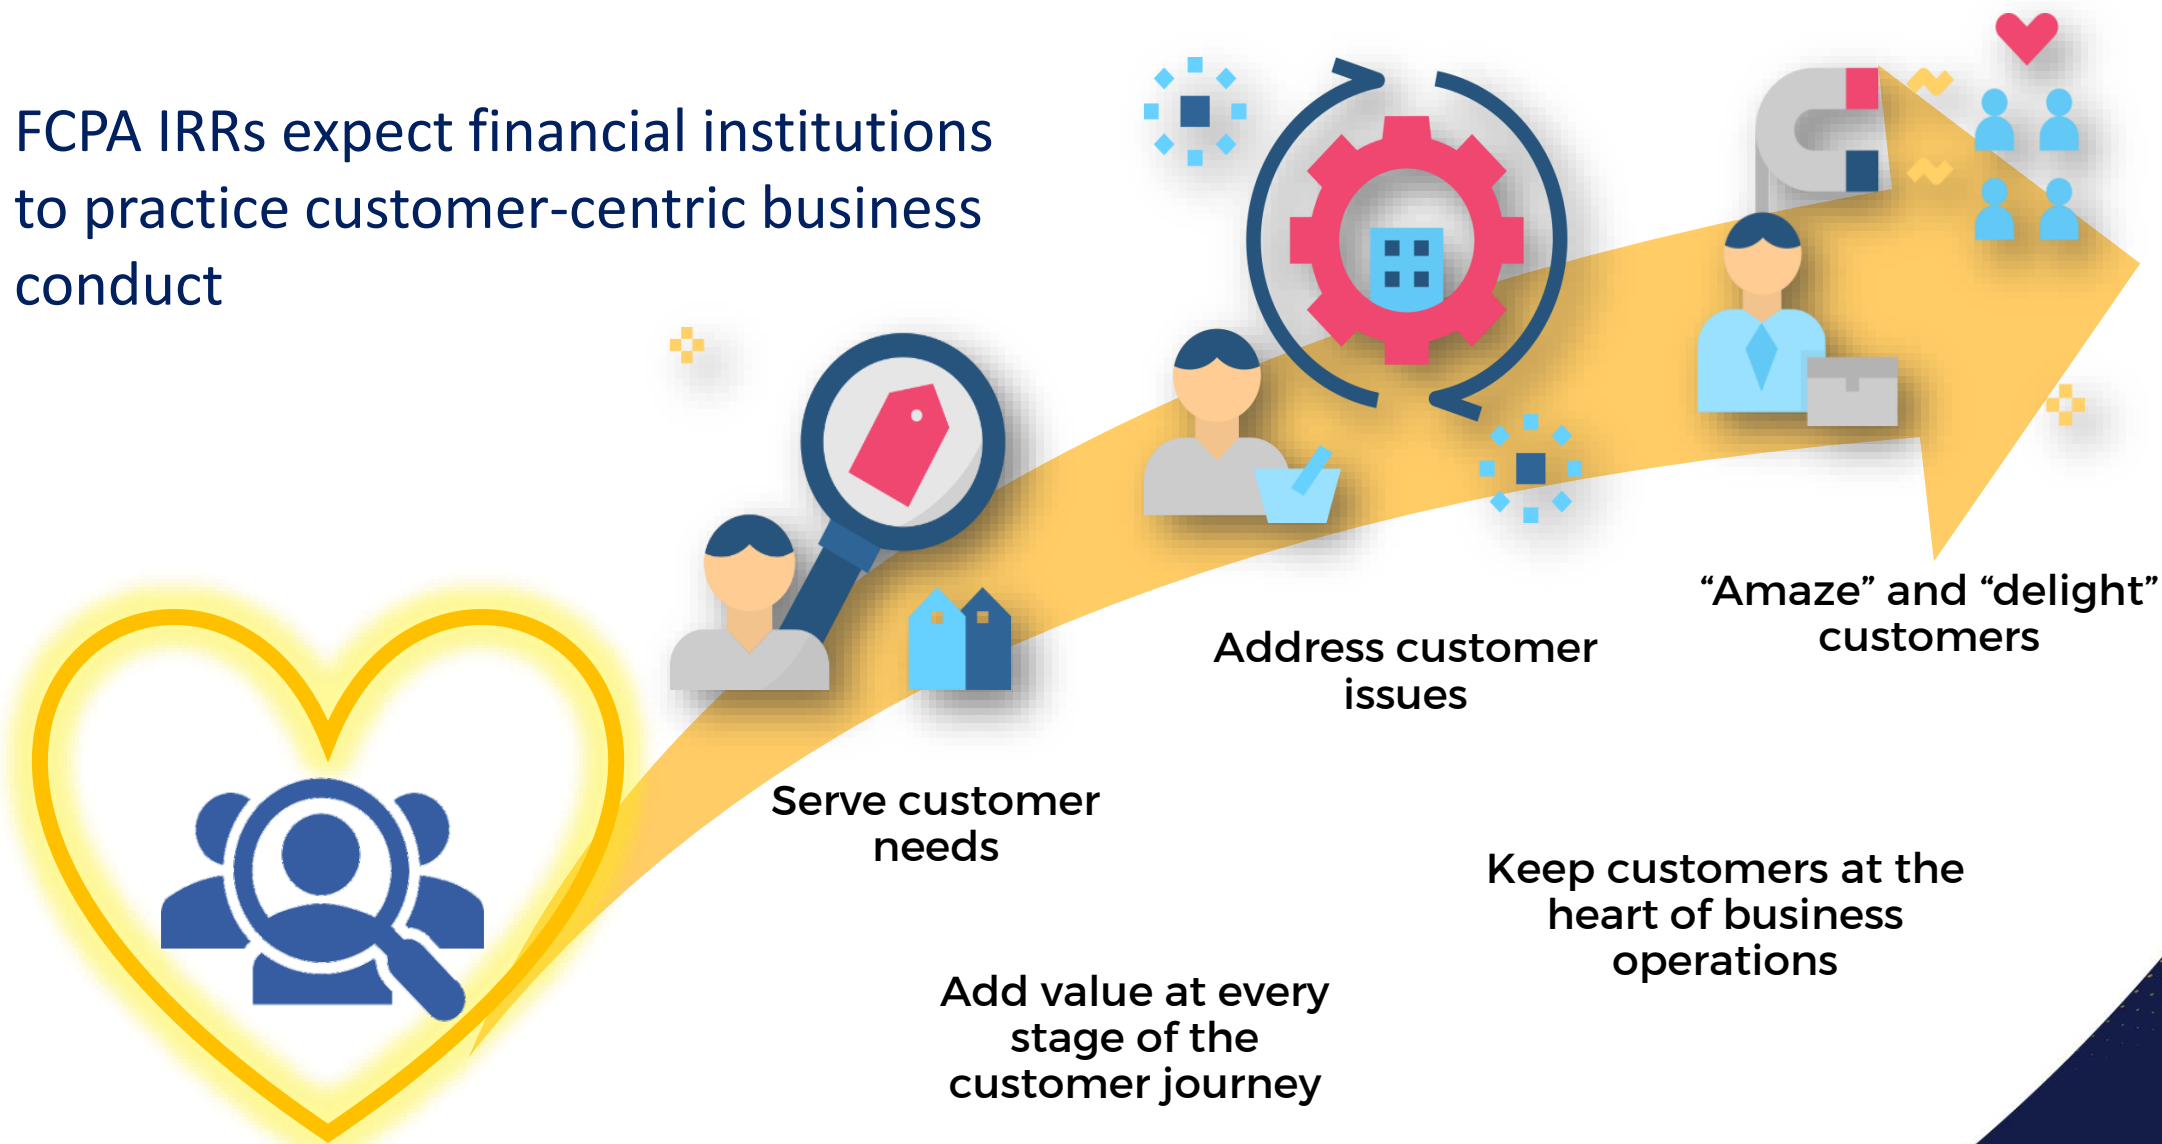 FCPA IRRs expect financial institutions
to practice customer-centric business
conduct
“Amaze” and “delight”
customers
Address customer
issues
Serve customer
needs
Keep customers at the
heart of business
operations
Add value at every
stage of the
customer journey